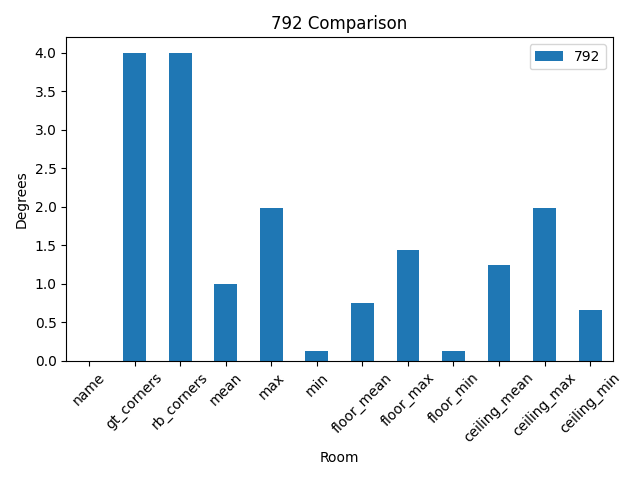 792 Comparison
792
Degrees
4.0
3.5
3.0
2.5
2.0
1.5
1.0
0.5
0.0
name
gt_corners
rb_corners
mean
max
min
floor_mean
floor_max
floor_min
ceiling_mean
ceiling_max
ceiling_min
Room